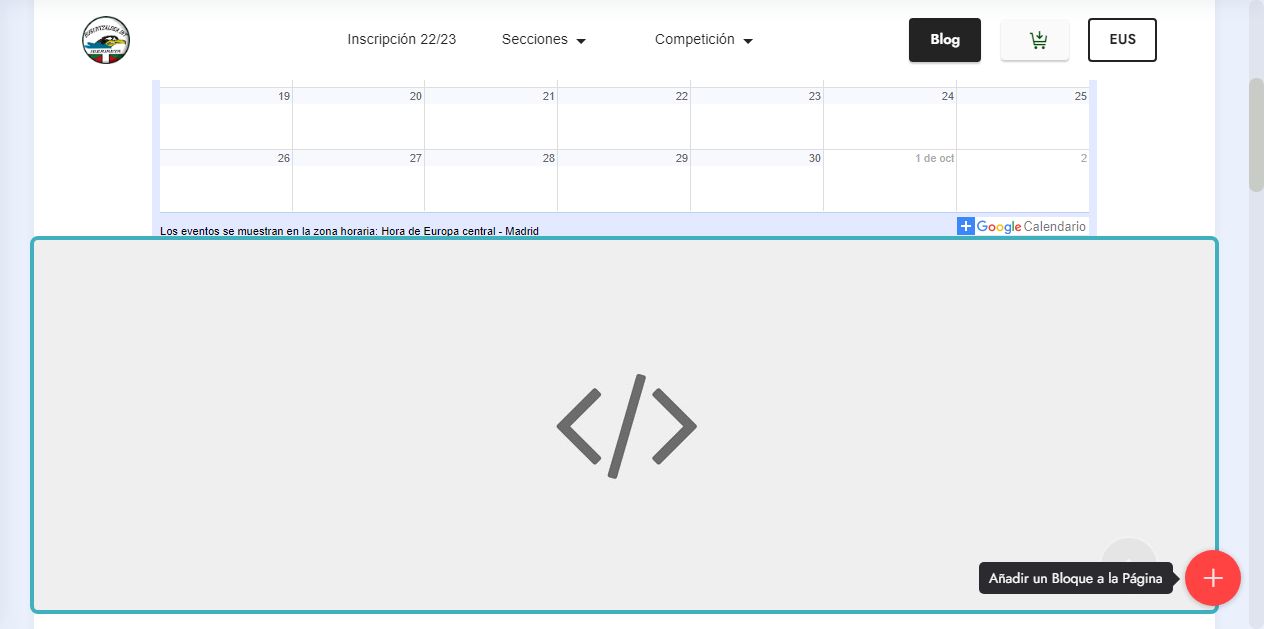 Inscripción 22/23
Secciones
Competición
Blog
EUS
19 20 21 22 23 24 25
26 27 28 29 30 1 de oct 2
Los eventos se muestran en la zona horaria: Hora de Europa central - Madrid
Google Calendario
</>
Añadir un Bloque a la Página